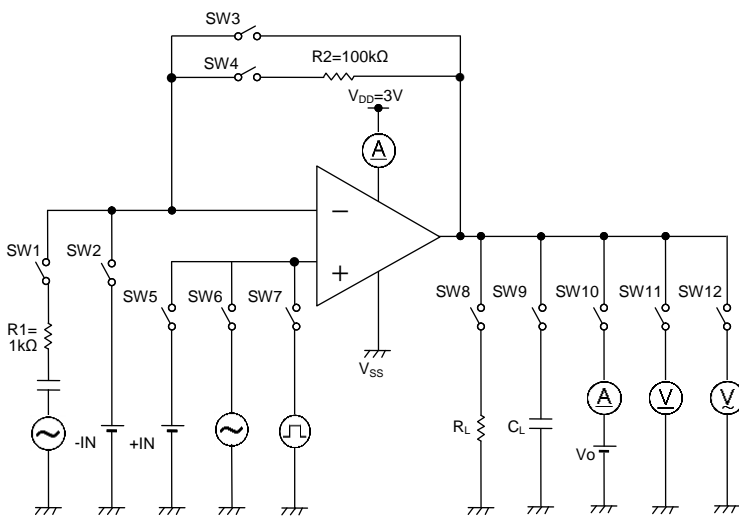 SW3
R2=100kΩ
SW4
VDD=3V
A
SW1
SW2
−
+
SW5
SW6
SW7
SW8
SW9
SW10
SW11
SW12
R1=
1kΩ
VSS
-IN
+IN
RL
CL
A
V
V
Vo